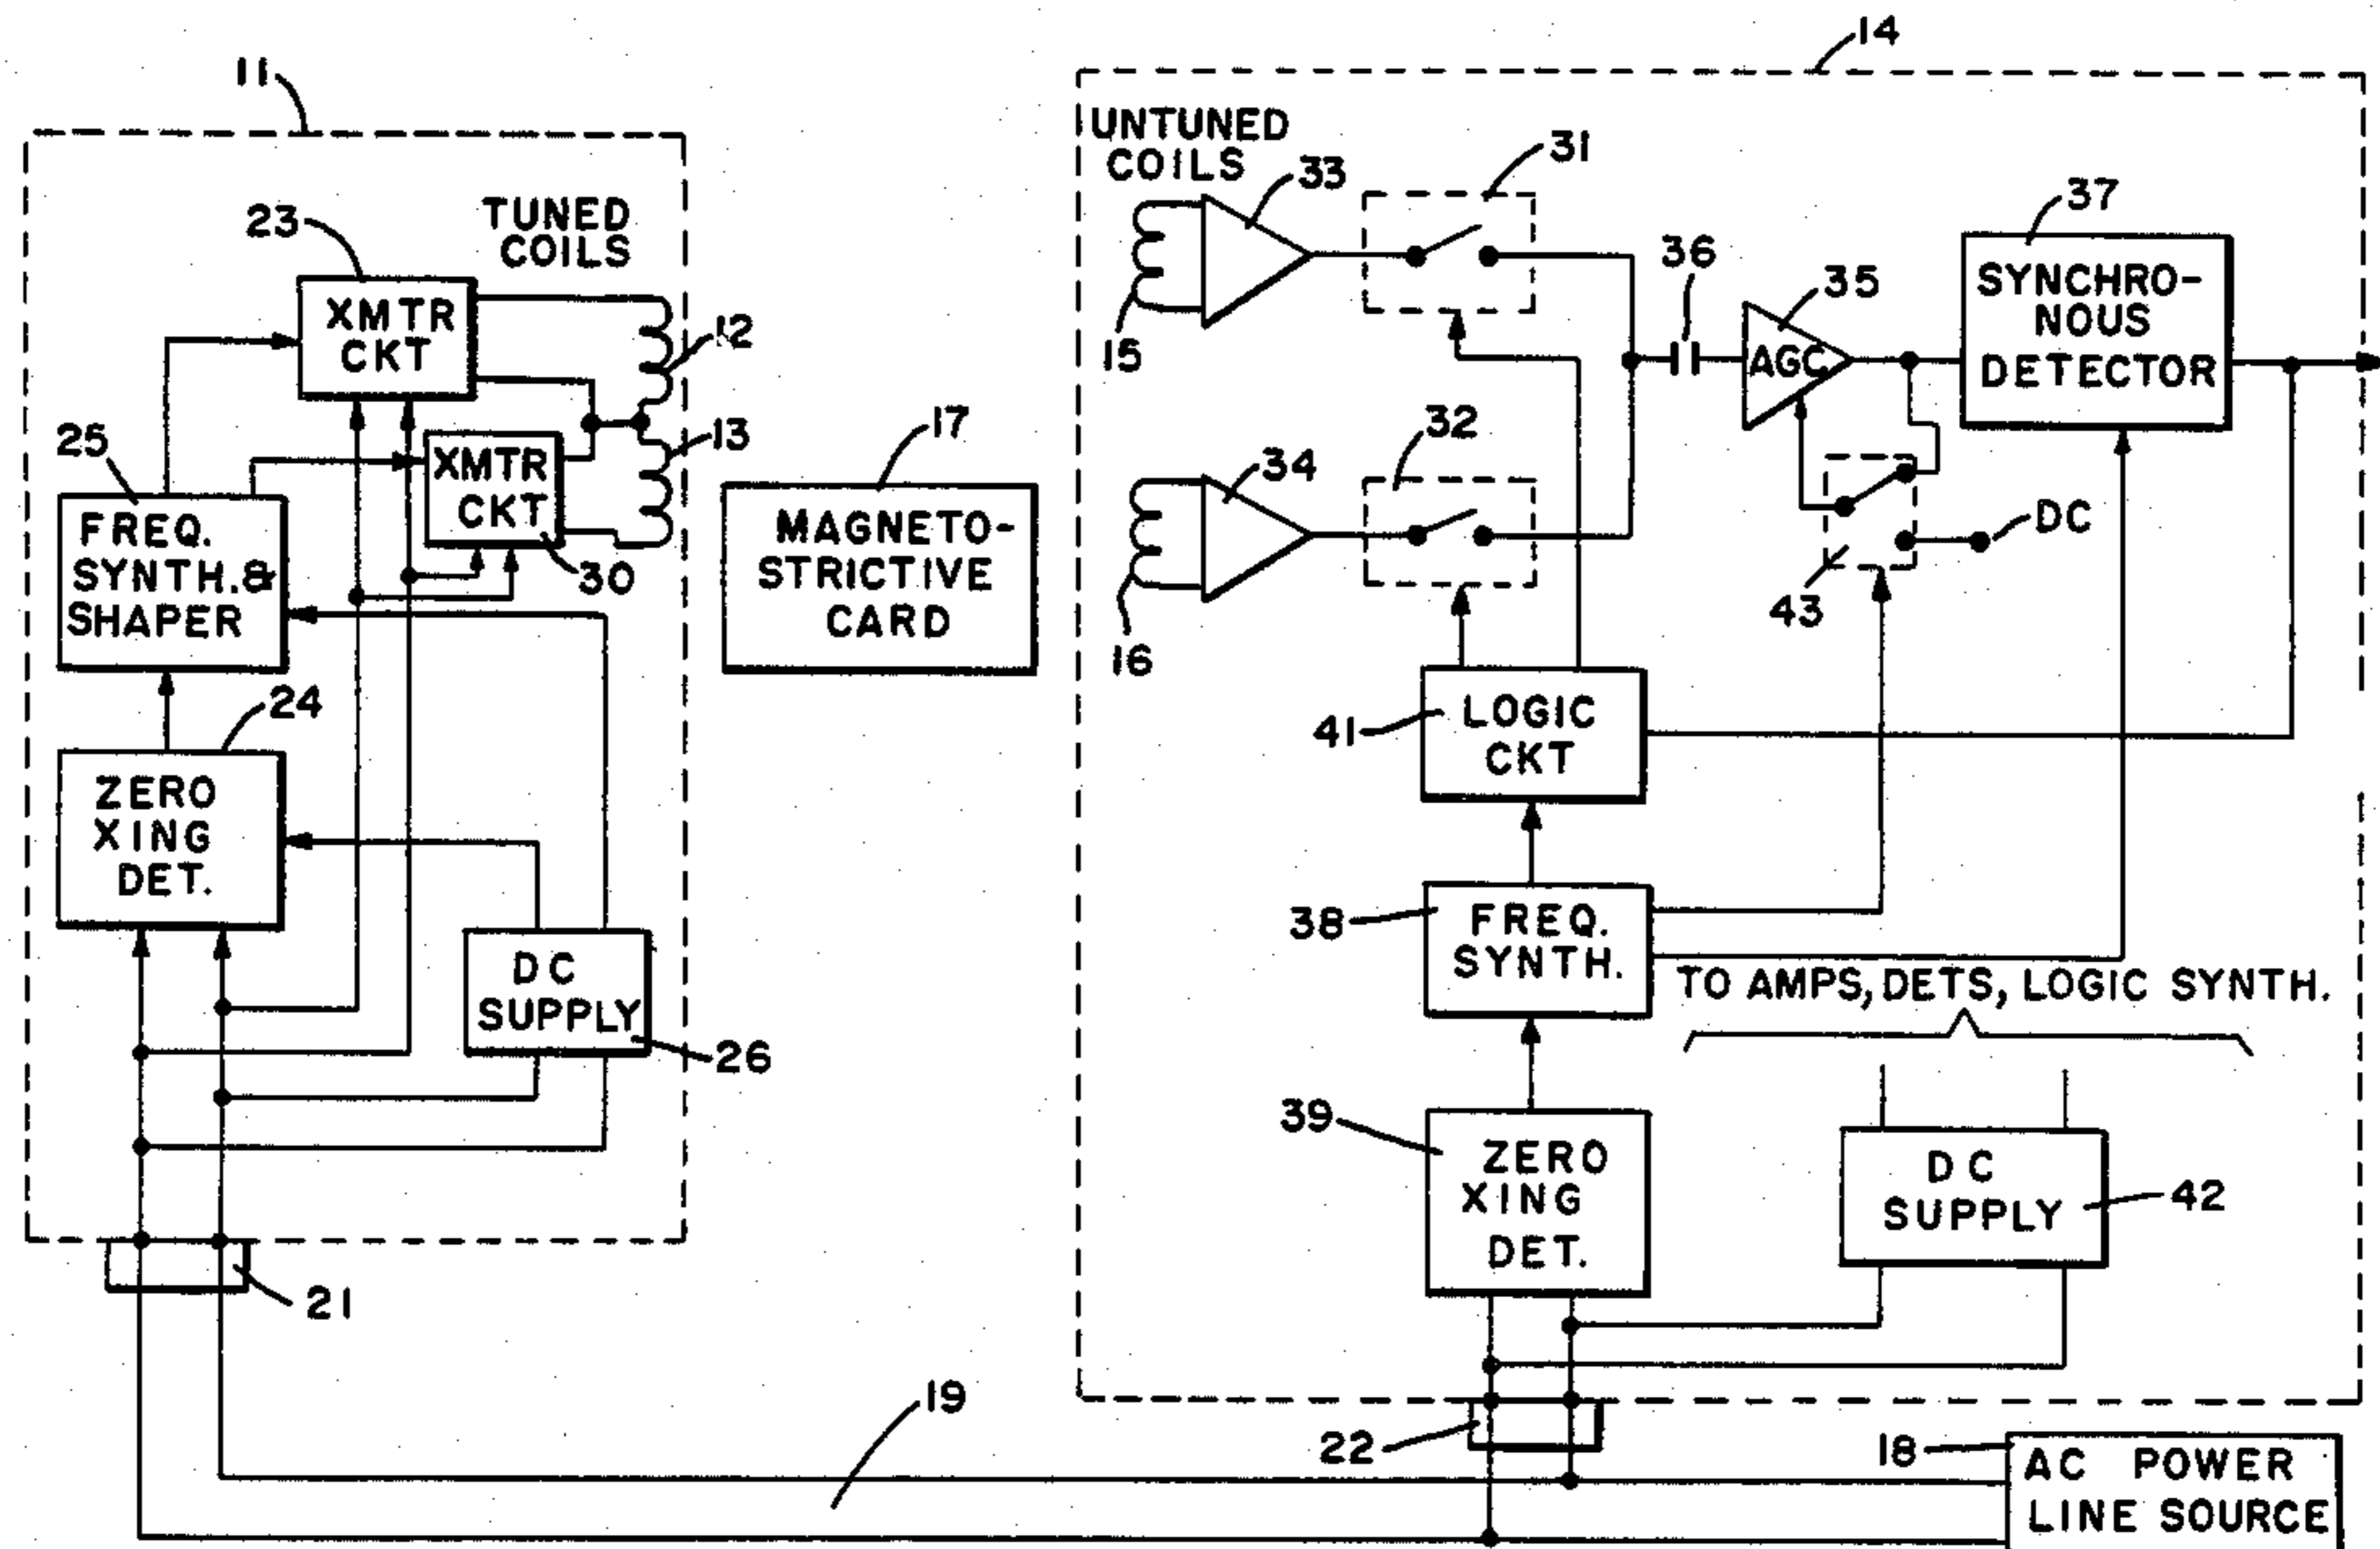 11
14
UNTUNED
COILS
33
31
23
TUNED
COILS
36
35
37
SYNCHRO-
NOUS
DETECTOR
XMTR
CKT
12
15
AGC
25
13
17
32
XMTR
CKT
34
FREQ.
SYNTH.&
SHAPER
30
MAGNETO-
STRICTIVE
CARD
DC
43
16
24
LOGIC
CKT
41
ZERO
XING
DET.
38
FREQ.
SYNTH.
DC
SUPPLY
TO AMPS, DETS, LOGIC SYNTH.
26
39
ZERO
XING
DET.
DC
SUPPLY
42
21
19
22
18
AC POWER
LINE SOURCE